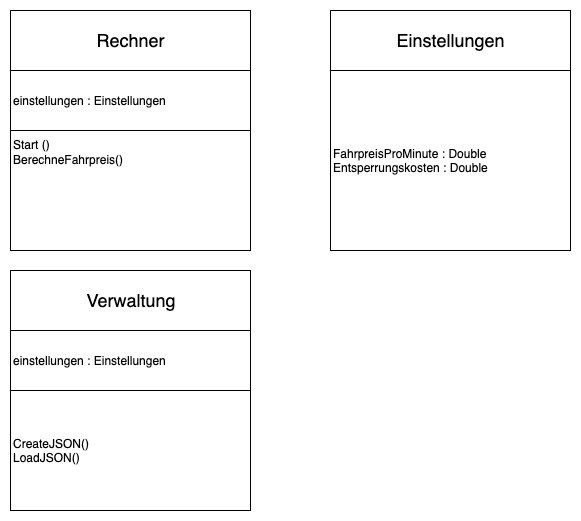 Rechner
einstellungen : Einstellungen
Start ()
BerechneFahrpreis()
Einstellungen
FahrpreisProMinute : Double
Entsperrungskosten : Double
Verwaltung
einstellungen : Einstellungen
CreateJSON()
LoadJSON()